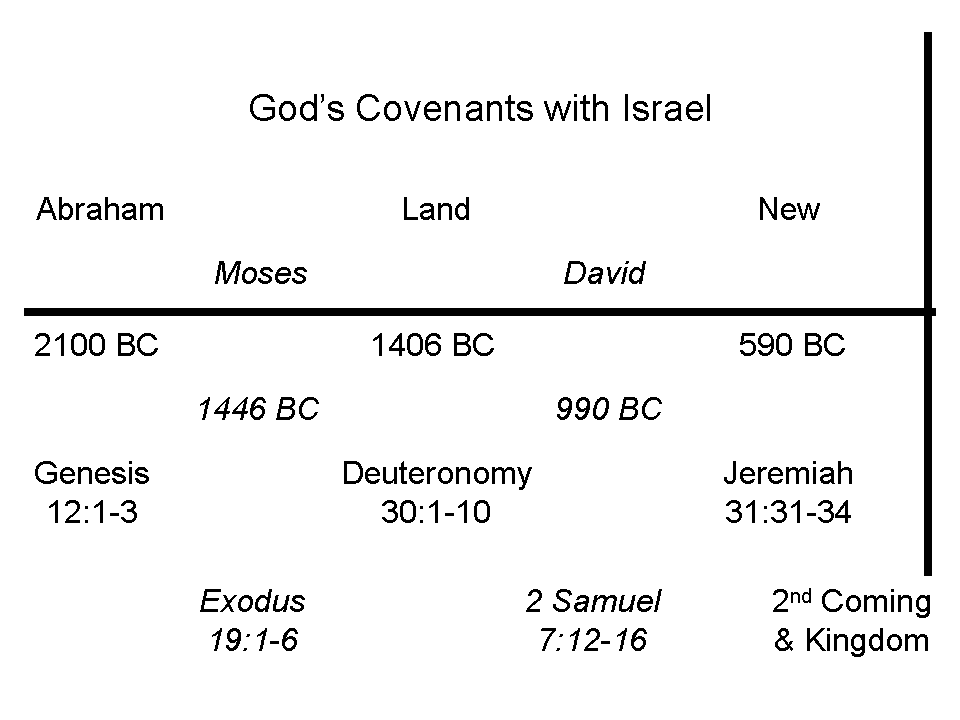 God’s Covenants with Israel
Abraham Land New
Moses David
2100 BC 1406 BC 590 BC
1446 BC 990 BC
Genesis Deuteronomy Jeremiah
12:1-3 30:1-10 31:31-34
Exodus 2 Samuel 2nd Coming
19:1-6 7:12-16 & Kingdom